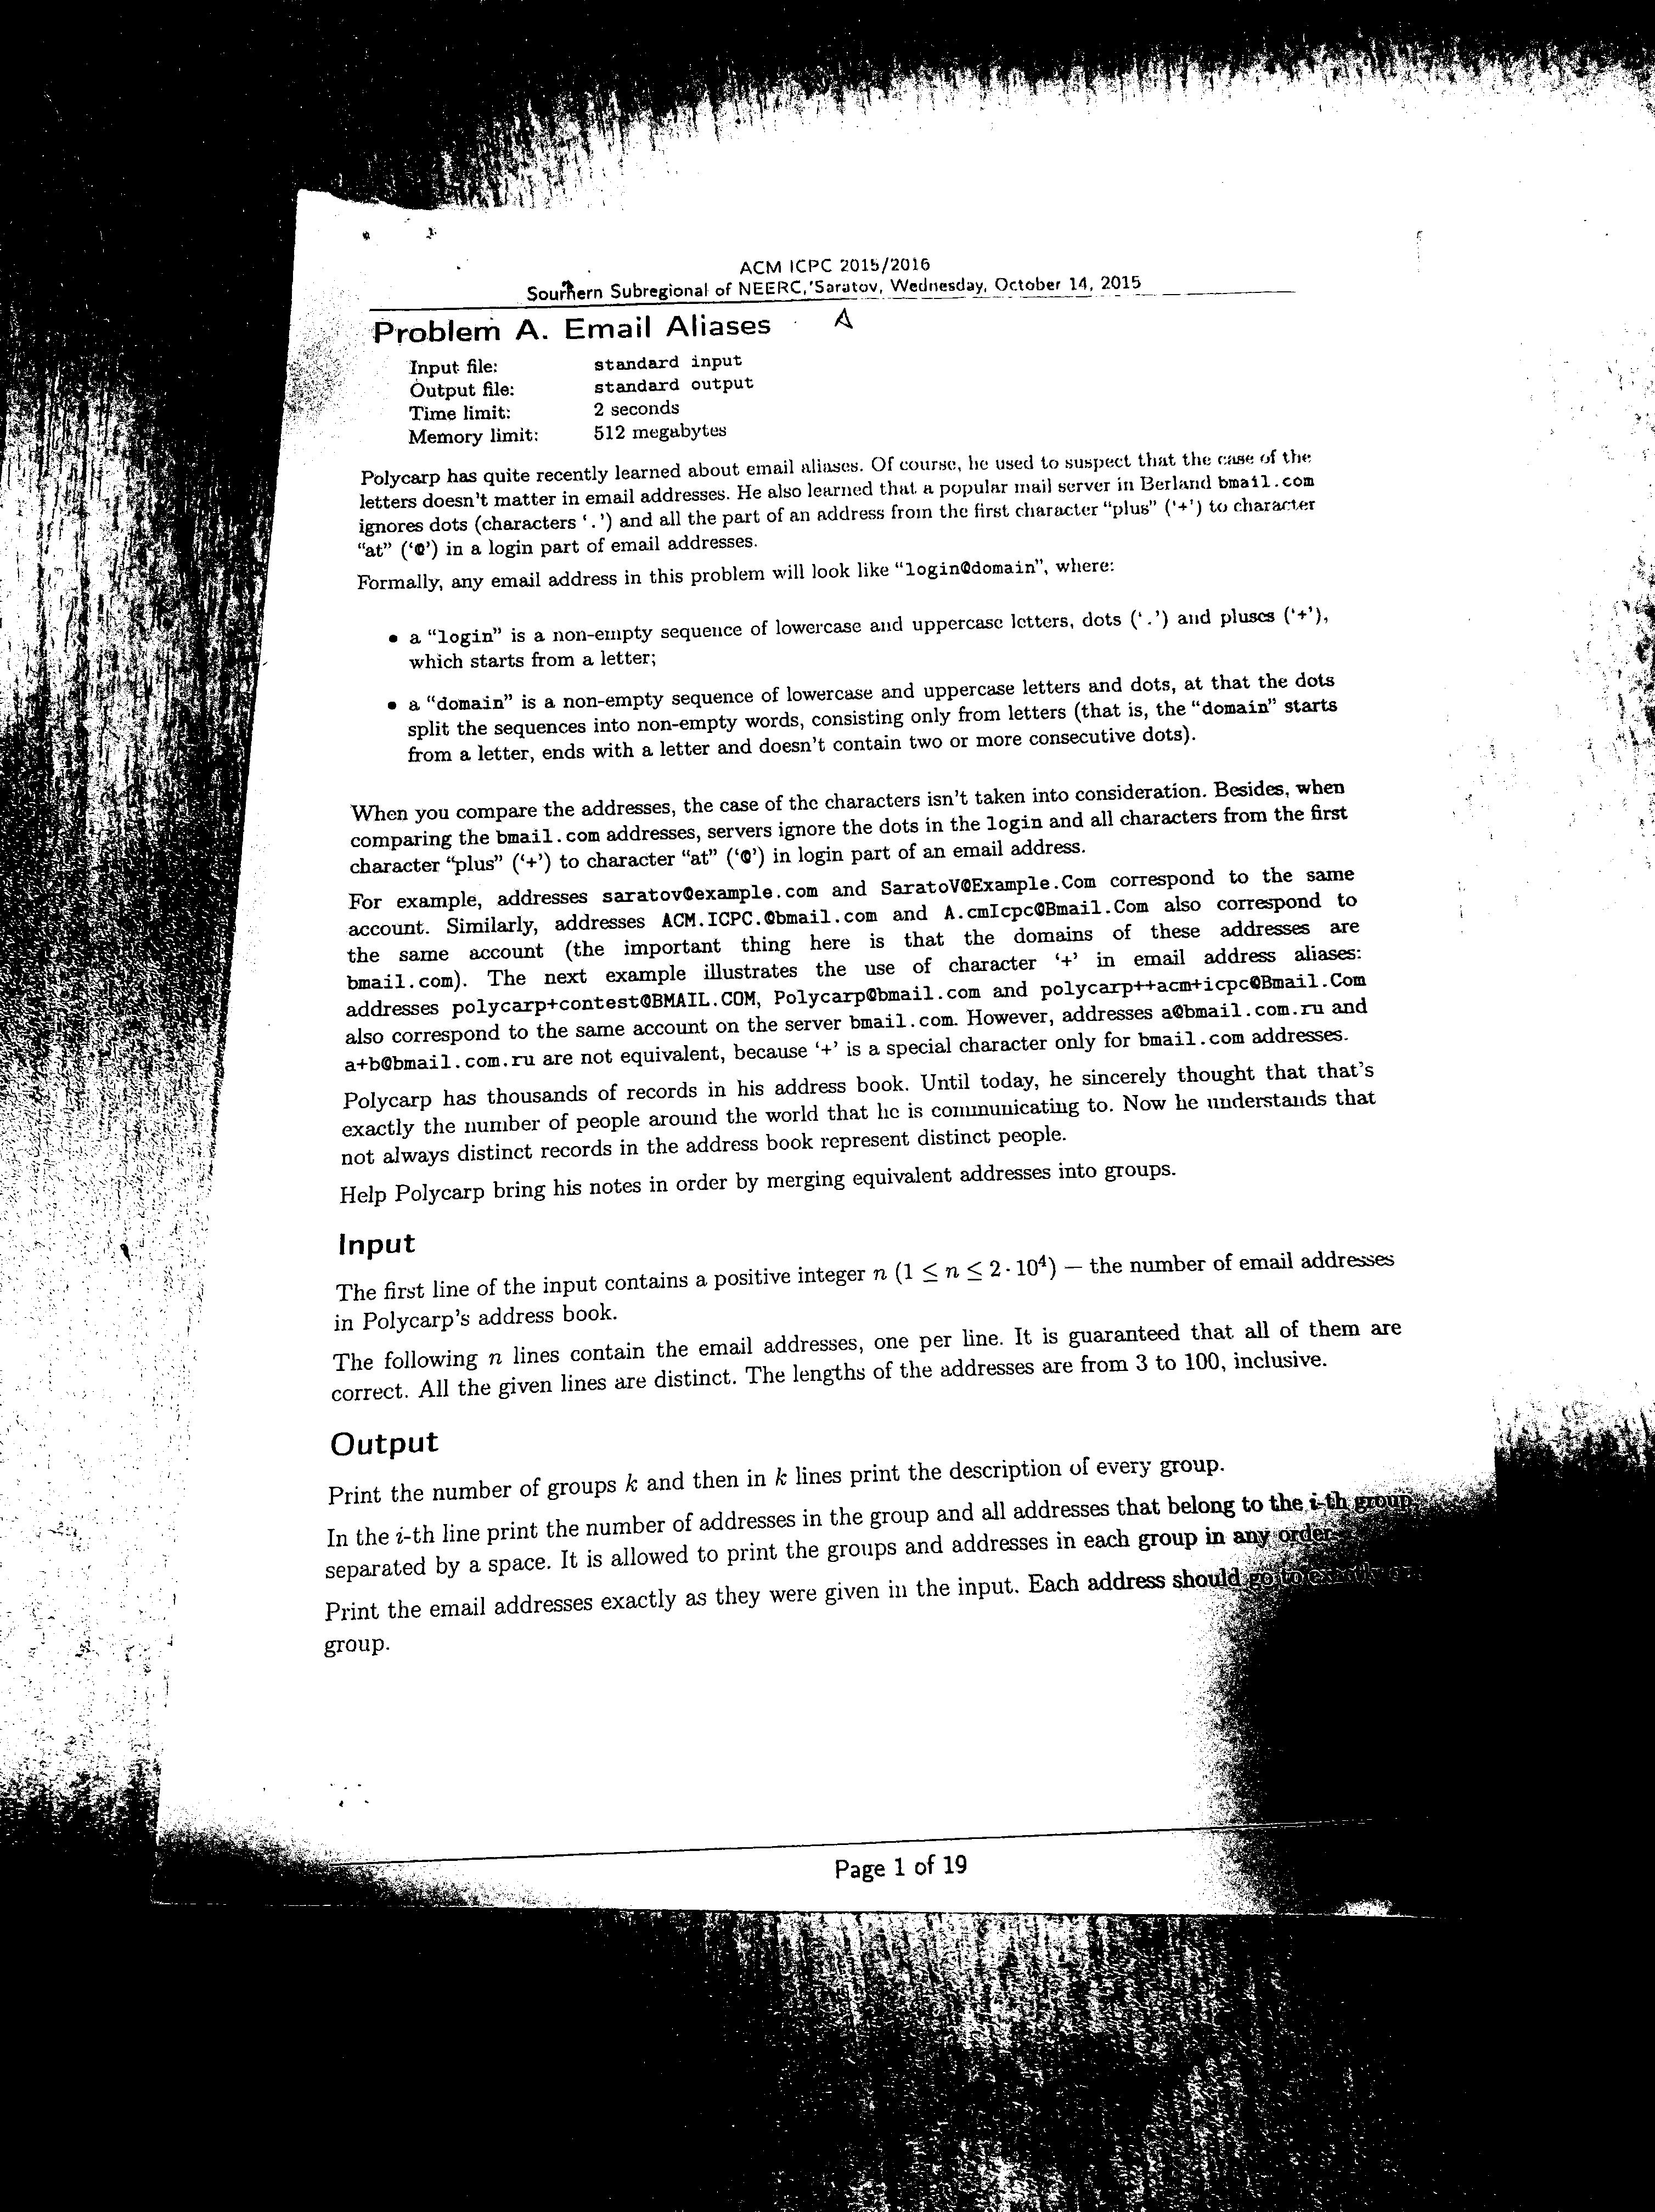 ACM ICPC 2015/2016
Southern Subregional of NEERC, Saratov, Wednesday, October 14, 2015
Problem A. Email Aliases A
Input file: standard input
Output file: standard output
Time limit: 2 seconds
Memory limit: 512 megabytes
Polycarp has quite recently learned about email aliases. Of course, he used to suspect that the case of the
letters doesn't matter in email addresses. He also learned that a popular mail server in Berland bmail.com
ignores dots (characters ‘.’) and all the part of an address from the first character “plus” (‘+’) to character
“at” (‘@’) in a login part of email addresses.
Formally, any email address in this problem will look like “login@domain”, where:
• a “login” is a non-empty sequence of lowercase and uppercase letters, dots (‘.’) and pluses (‘+’),
which starts from a letter;
• a “domain” is a non-empty sequence of lowercase and uppercase letters and dots, at that the dots
split the sequences into non-empty words, consisting only from letters (that is, the “domain” starts
from a letter, ends with a letter and doesn't contain two or more consecutive dots).
When you compare the addresses, the case of the characters isn't taken into consideration. Besides, when
comparing the bmail.com addresses, servers ignore the dots in the login and all characters from the first
character “plus” (‘+’) to character “at” (‘@’) in login part of an email address.
For example, addresses saratov@example.com and SaratoV@Example.Com correspond to the same
account. Similarly, addresses ACM.ICPC.@bmail.com and A.cmIcpc@Bmail.Com also correspond to
the same account (the important thing here is that the domains of these addresses are
bmail.com). The next example illustrates the use of character ‘+’ in email address aliases:
addresses polycarp+contest@BMAIL.COM, Polycarp@bmail.com and polycarp++acm+icpc@Bmail.Com
also correspond to the same account on the server bmail.com. However, addresses a@bmail.com.ru and
a+b@bmail.com.ru are not equivalent, because ‘+’ is a special character only for bmail.com addresses.
Polycarp has thousands of records in his address book. Until today, he sincerely thought that that's
exactly the number of people around the world that he is communicating to. Now he understands that
not always distinct records in the address book represent distinct people.
Help Polycarp bring his notes in order by merging equivalent addresses into groups.
Input
The first line of the input contains a positive integer n (1 ≤ n ≤ 2 · 10⁴) — the number of email addresses
in Polycarp's address book.
The following n lines contain the email addresses, one per line. It is guaranteed that all of them are
correct. All the given lines are distinct. The lengths of the addresses are from 3 to 100, inclusive.
Output
Print the number of groups k and then in k lines print the description of every group.
In the i-th line print the number of addresses in the group and all addresses that belong to the i-th group
separated by a space. It is allowed to print the groups and addresses in each group in any order.
Print the email addresses exactly as they were given in the input. Each address should go to exactly
group.
Page 1 of 19